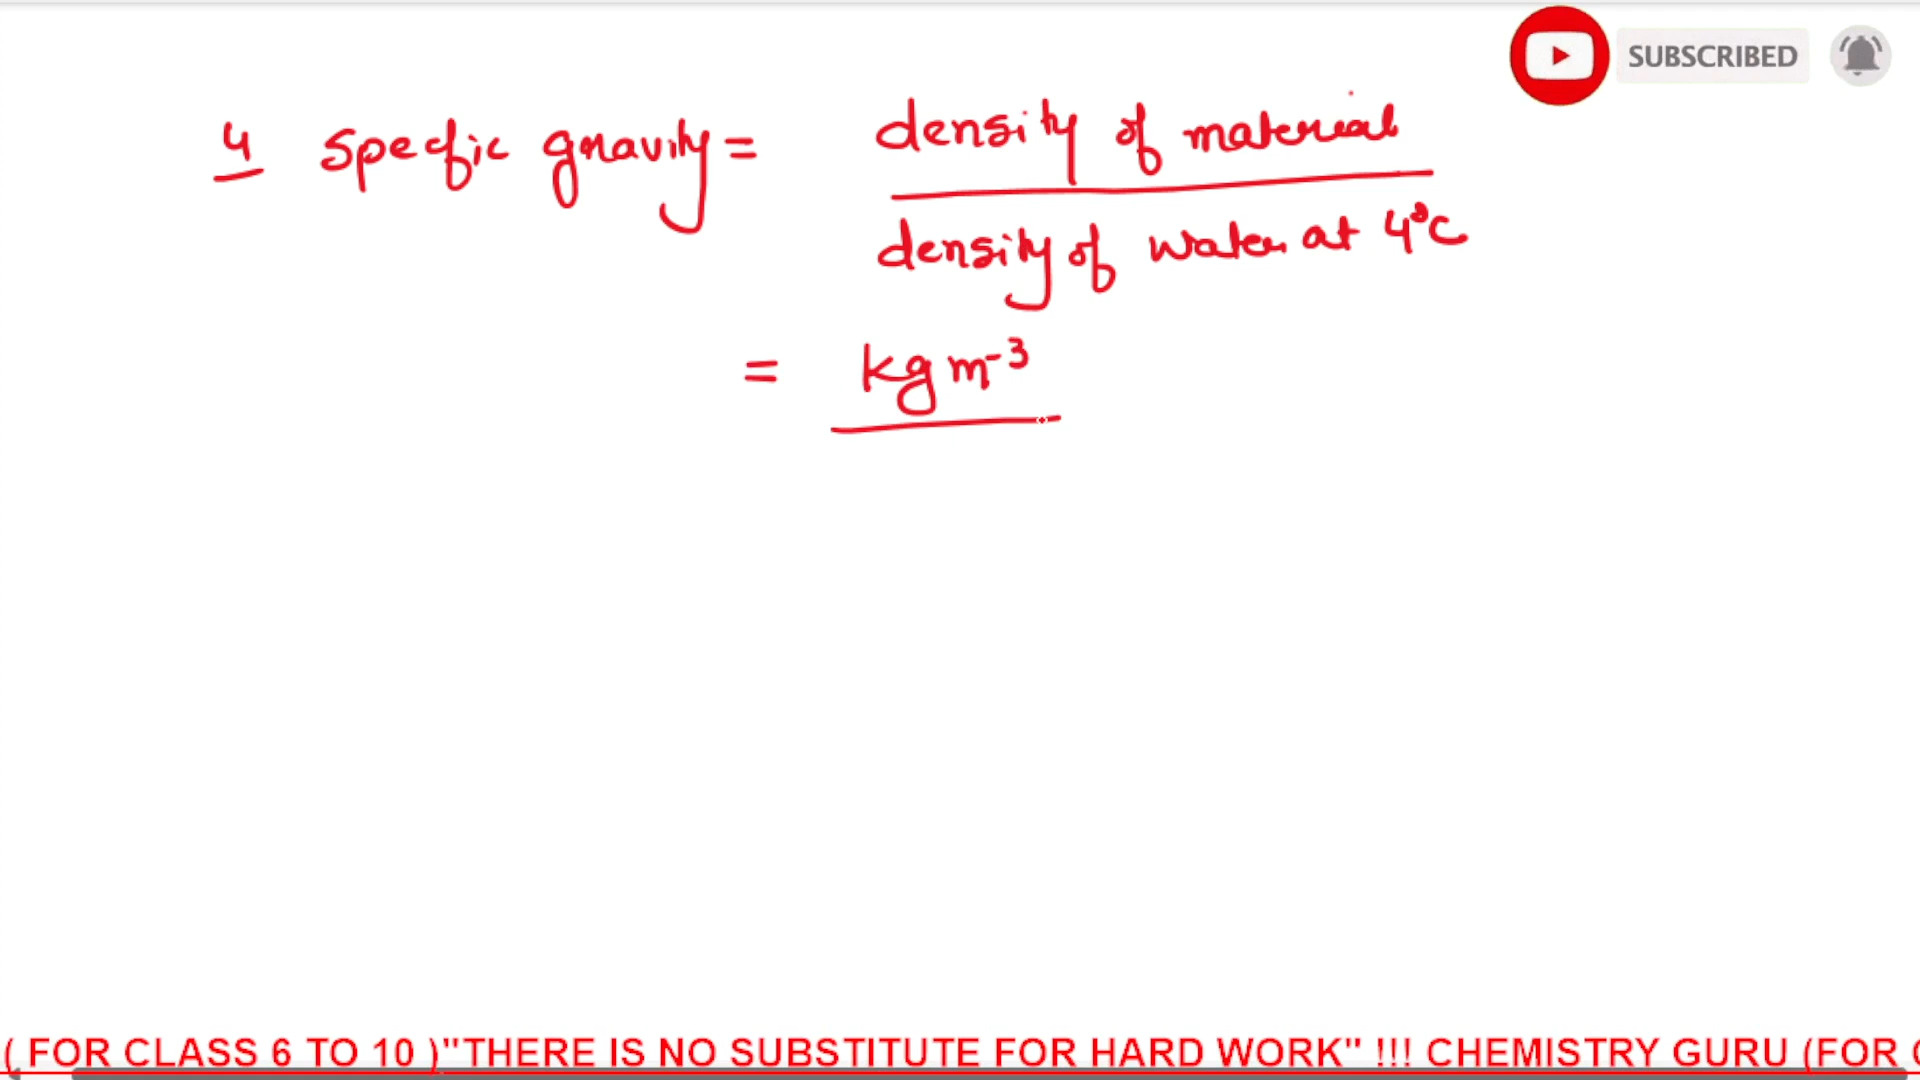 SUBSCRIBED
4 specfic gravity = density of material
density of water at 4°C
= kg m-3
( FOR CLASS 6 TO 10 )"THERE IS NO SUBSTITUTE FOR HARD WORK" !!! CHEMISTRY GURU (FOR